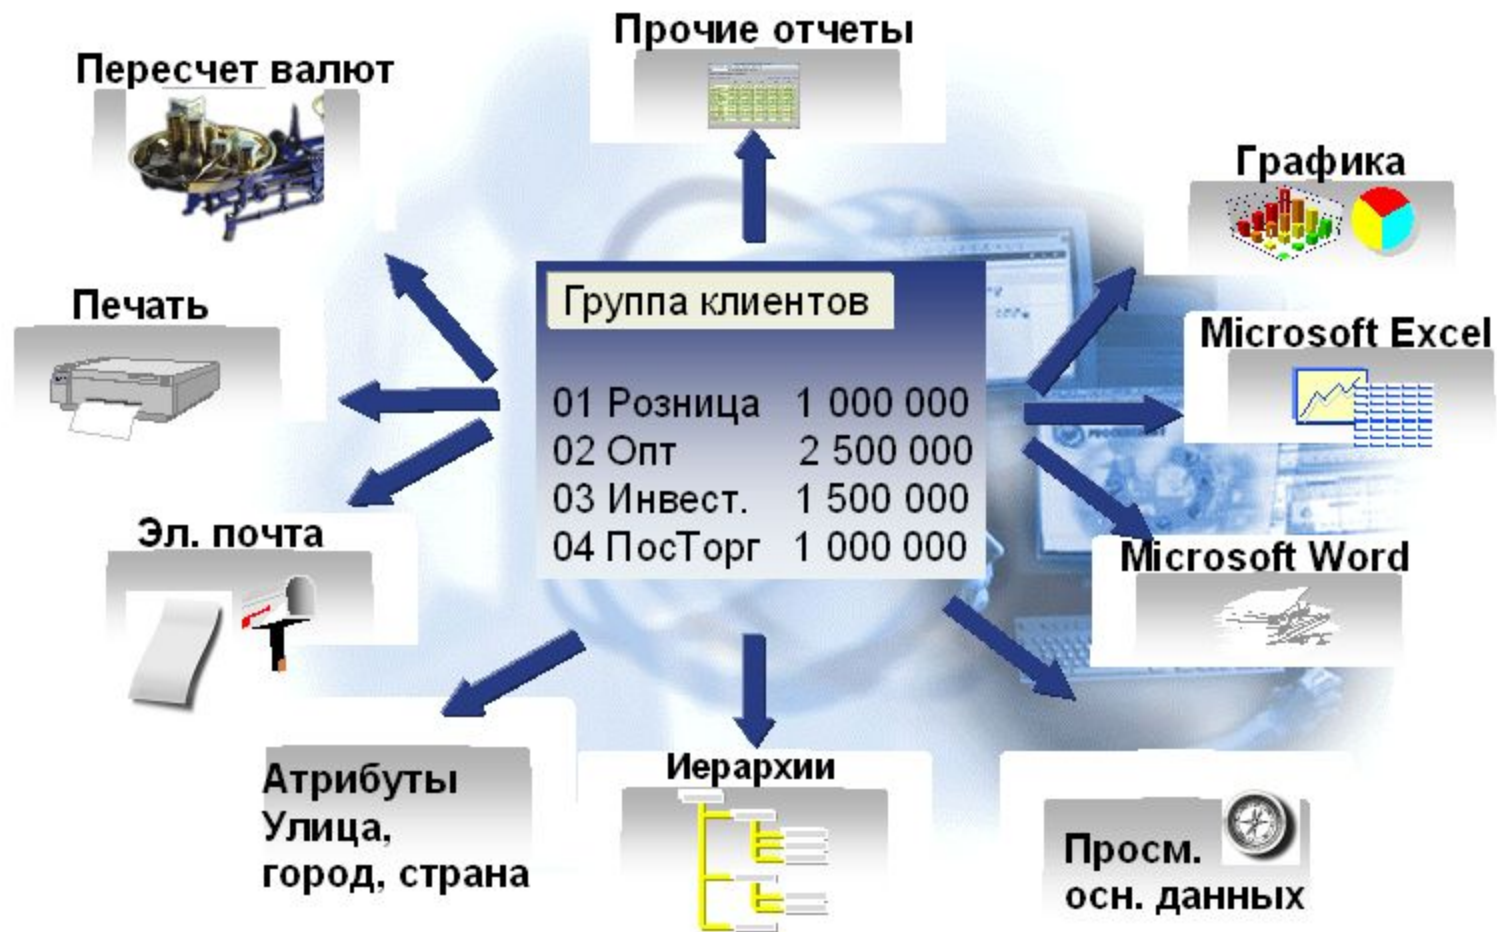 Прочие отчеты
Пересчет валют
Графика
Печать
Группа клиентов
Microsoft Excel
01 Розница 1 000 000
02 Опт 2 500 000
03 Инвест. 1 500 000
04 ПосТорг 1 000 000
Эл. почта
Microsoft Word
Атрибуты
Улица,
город, страна
Иерархии
Просм.
осн. данных